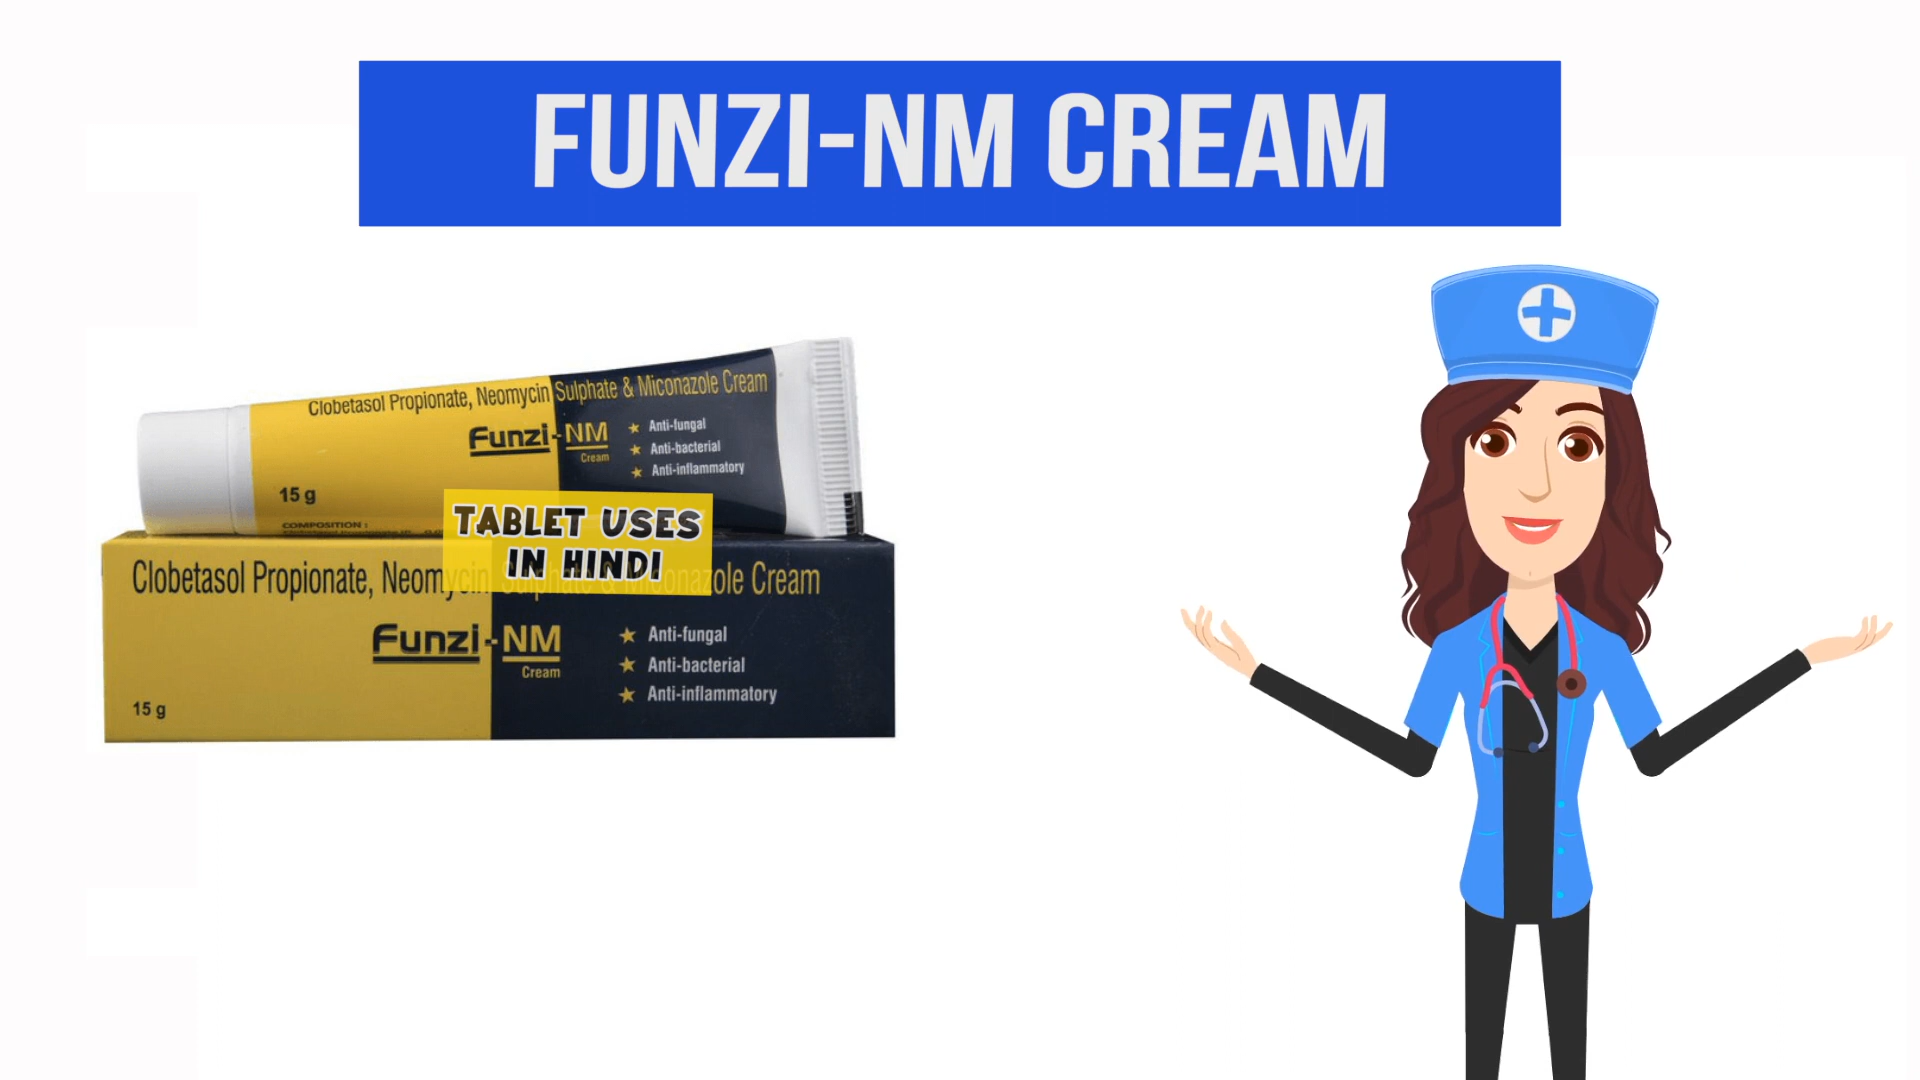 FUNZI-NM CREAM
Clobetasol Propionate, Neomycin Sulphate & Miconazole Cream
Funzi-NM
Cream
★ Anti-fungal
★ Anti-bacterial
★ Anti-inflammatory
15 g
COMPOSITION :
TABLET USES
IN HINDI
Clobetasol Propionate, Neomycin Sulphate & Miconazole Cream
Funzi-NM
Cream
★ Anti-fungal
★ Anti-bacterial
★ Anti-inflammatory
15 g